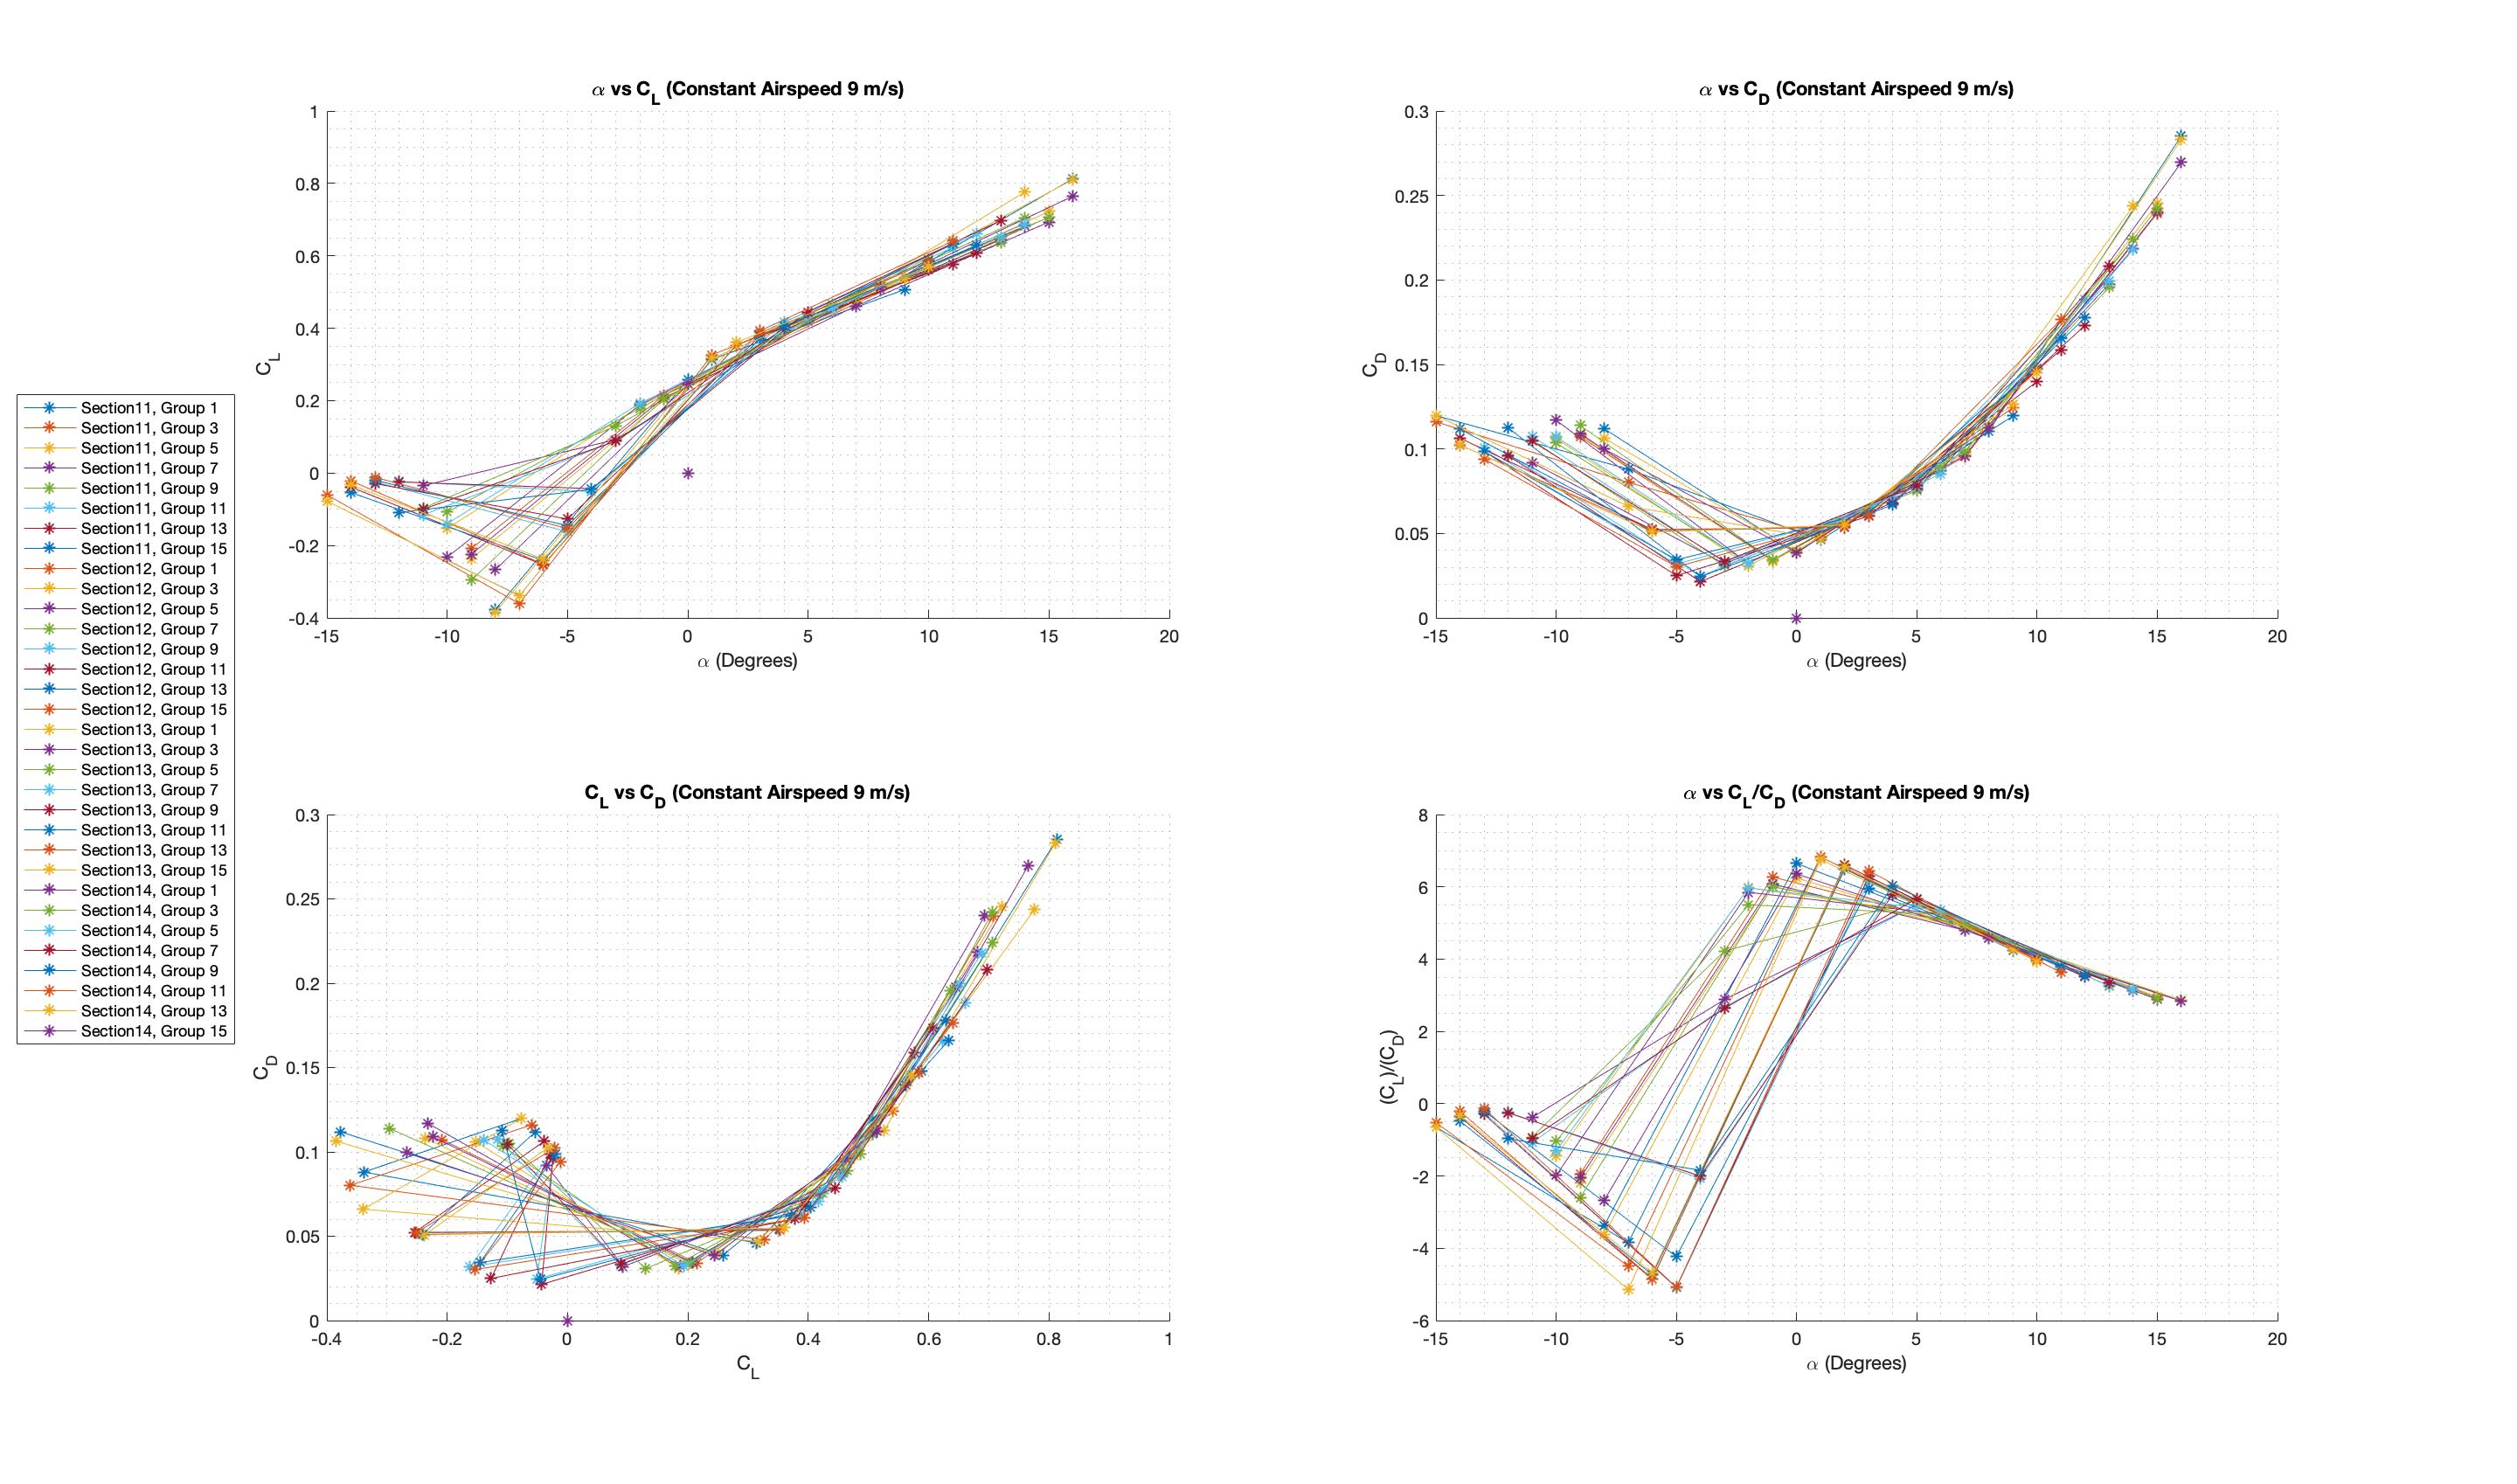 α vs C_L (Constant Airspeed 9 m/s)
1
0.8
0.6
0.4
0.2
0
-0.2
-0.4
C_L
-15
-10
-5
0
5
10
15
20
α (Degrees)
α vs C_D (Constant Airspeed 9 m/s)
0.3
0.25
0.2
0.15
0.1
0.05
0
C_D
-15
-10
-5
0
5
10
15
20
α (Degrees)
Section11, Group 1
Section11, Group 3
Section11, Group 5
Section11, Group 7
Section11, Group 9
Section11, Group 11
Section11, Group 13
Section11, Group 15
Section12, Group 1
Section12, Group 3
Section12, Group 5
Section12, Group 7
Section12, Group 9
Section12, Group 11
Section12, Group 13
Section12, Group 15
Section13, Group 1
Section13, Group 3
Section13, Group 5
Section13, Group 7
Section13, Group 9
Section13, Group 11
Section13, Group 13
Section13, Group 15
Section14, Group 1
Section14, Group 3
Section14, Group 5
Section14, Group 7
Section14, Group 9
Section14, Group 11
Section14, Group 13
Section14, Group 15
C_L vs C_D (Constant Airspeed 9 m/s)
0.3
0.25
0.2
0.15
0.1
0.05
0
C_D
-0.4
-0.2
0
0.2
0.4
0.6
0.8
1
C_L
α vs C_L/C_D (Constant Airspeed 9 m/s)
8
6
4
2
0
-2
-4
-6
(C_L)/(C_D)
-15
-10
-5
0
5
10
15
20
α (Degrees)